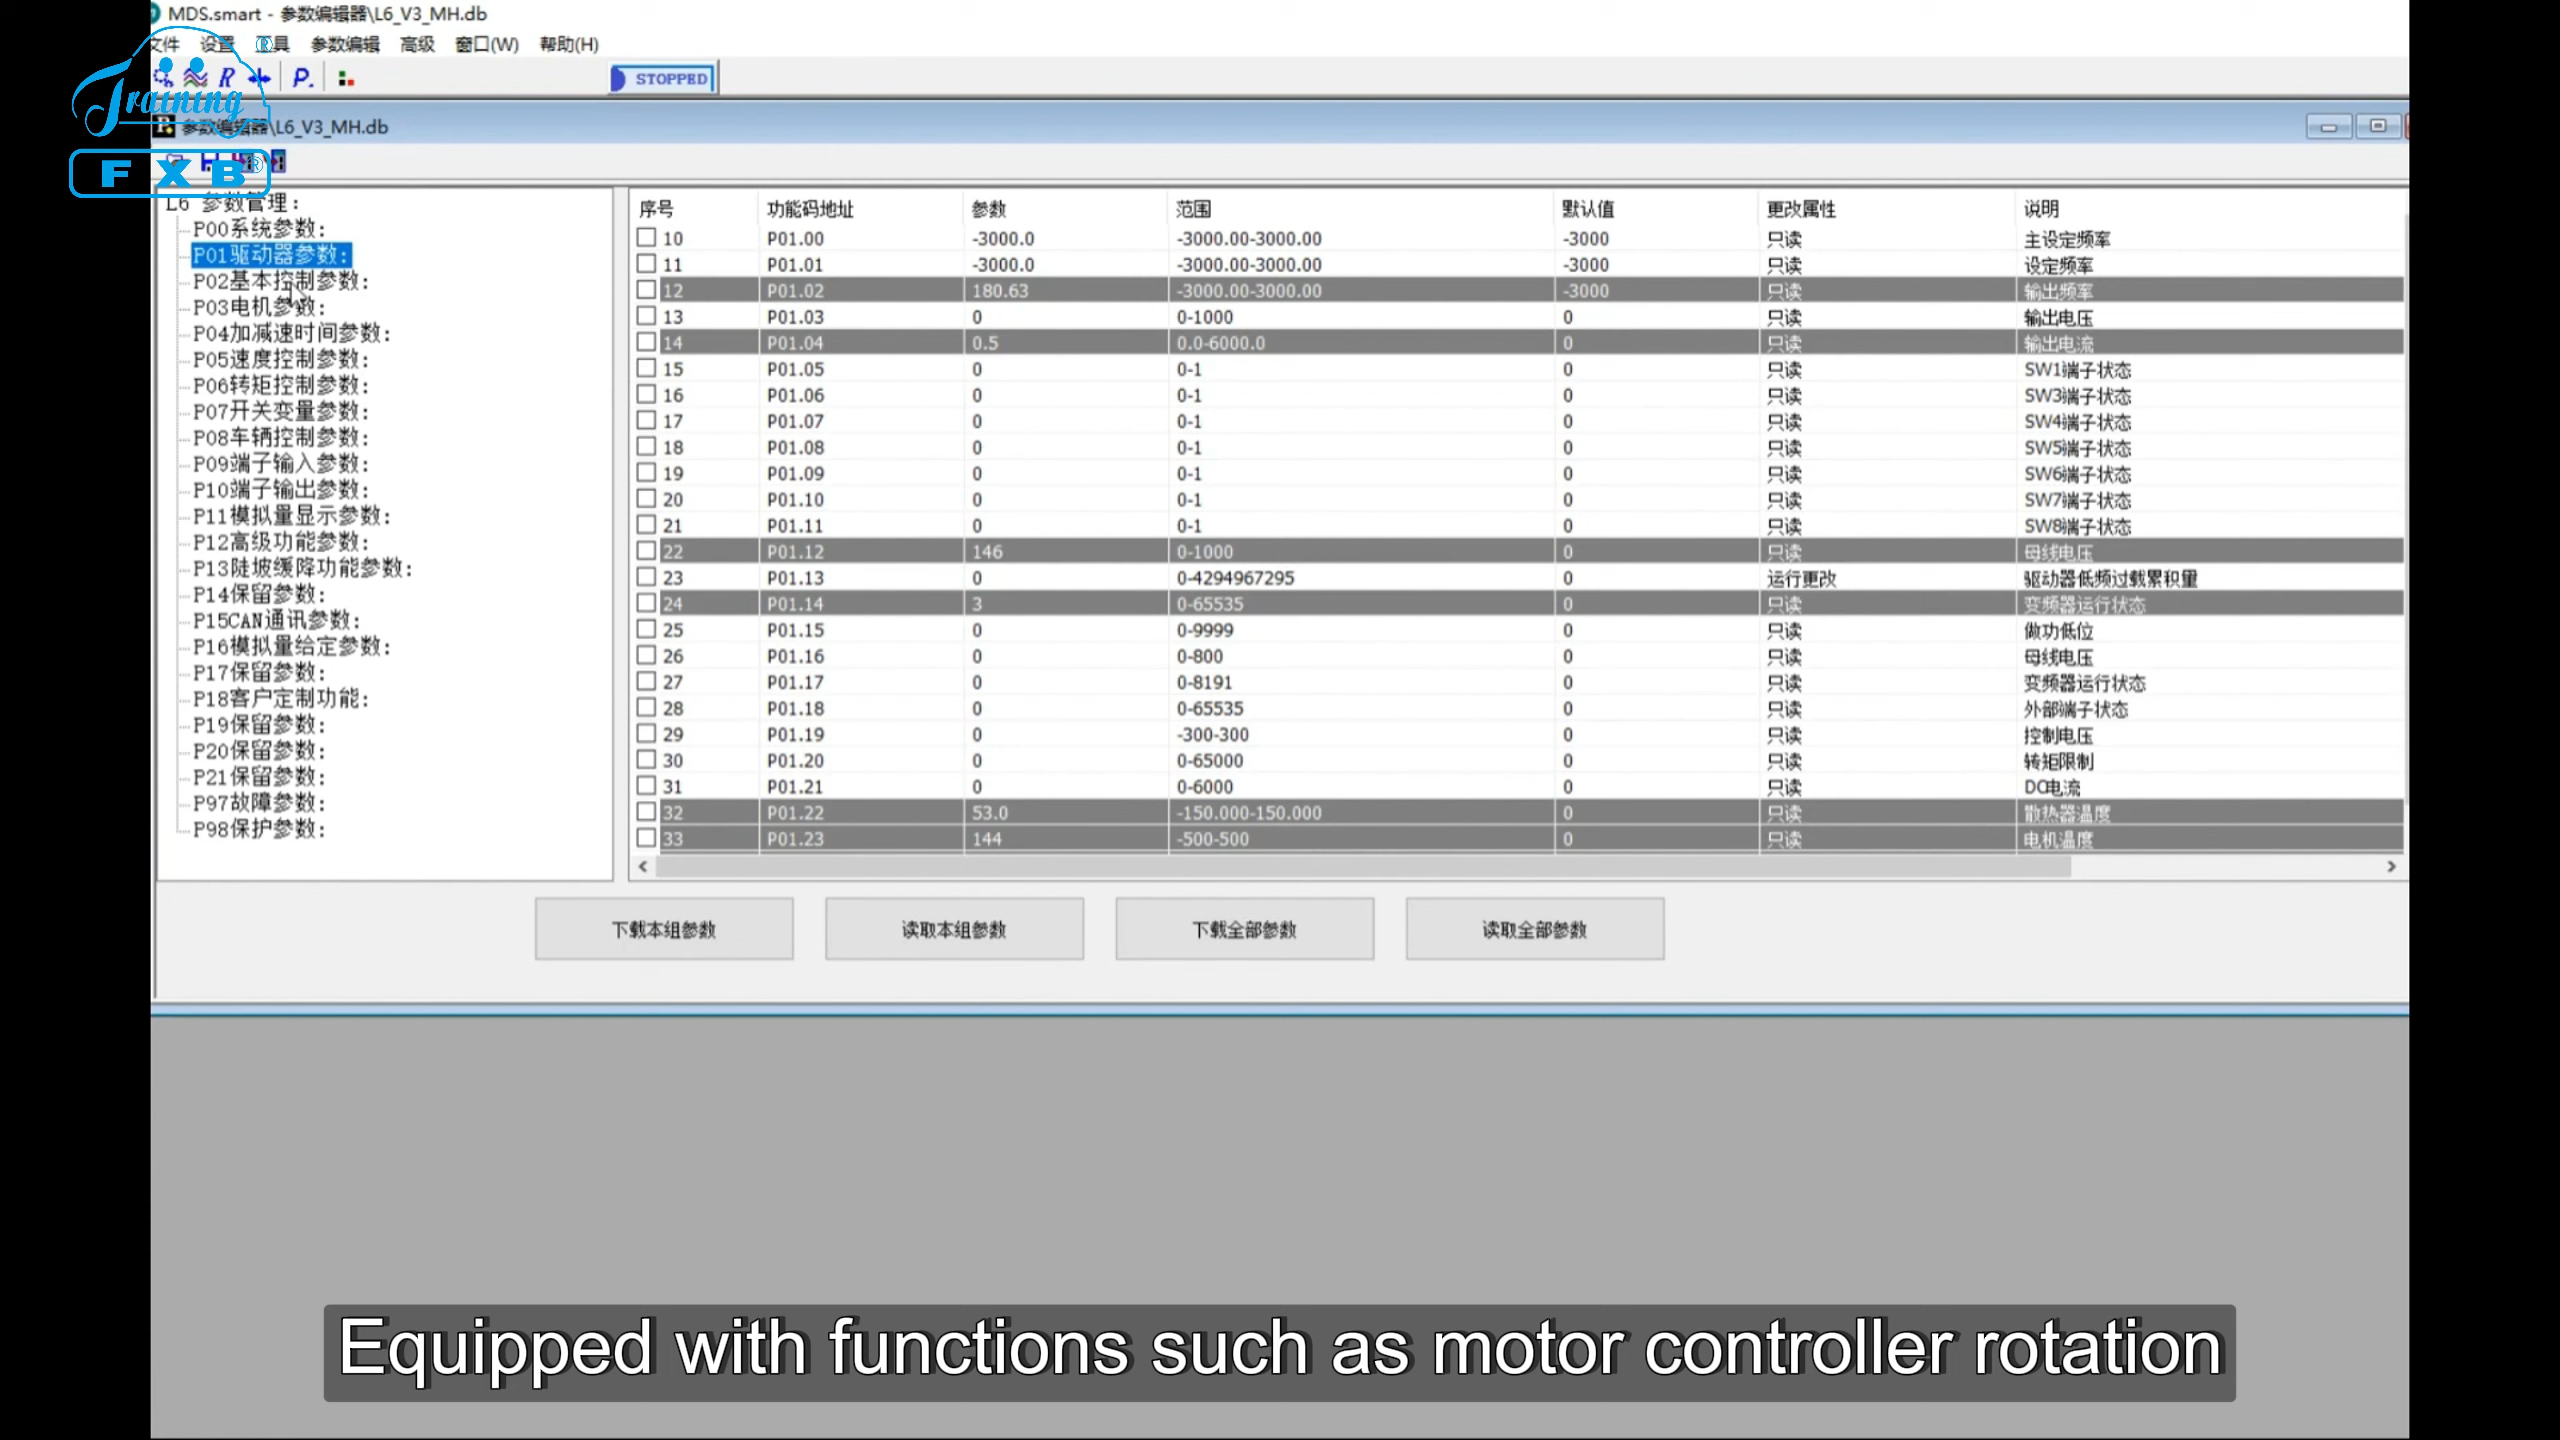 MDS.smart - 参数编辑器\L6_V3_MH.db
文件 设置 工具 参数编辑 高级 窗口(W) 帮助(H)
R P. STOPPED
Training
参数编辑器\L6_V3_MH.db
FXB
L6 参数管理:
P00系统参数:
P01驱动器参数:
P02基本控制参数:
P03电机参数:
P04加减速时间参数:
P05速度控制参数:
P06转矩控制参数:
P07开关变量参数:
P08车辆控制参数:
P09端子输入参数:
P10端子输出参数:
P11模拟量显示参数:
P12高级功能参数:
P13陡坡缓降功能参数:
P14保留参数:
P15CAN通讯参数:
P16模拟量给定参数:
P17保留参数:
P18客户定制功能:
P19保留参数:
P20保留参数:
P21保留参数:
P97故障参数:
P98保护参数:
序号 功能码地址 参数 范围 默认值 更改属性 说明
10 P01.00 -3000.0 -3000.00-3000.00 -3000 只读 主设定频率
11 P01.01 -3000.0 -3000.00-3000.00 -3000 只读 设定频率
12 P01.02 180.63 -3000.00-3000.00 -3000 只读 输出频率
13 P01.03 0 0-1000 0 只读 输出电压
14 P01.04 0.5 0.0-6000.0 0 只读 输出电流
15 P01.05 0 0-1 0 只读 SW1端子状态
16 P01.06 0 0-1 0 只读 SW3端子状态
17 P01.07 0 0-1 0 只读 SW4端子状态
18 P01.08 0 0-1 0 只读 SW5端子状态
19 P01.09 0 0-1 0 只读 SW6端子状态
20 P01.10 0 0-1 0 只读 SW7端子状态
21 P01.11 0 0-1 0 只读 SW8端子状态
22 P01.12 146 0-1000 0 只读 母线电压
23 P01.13 0 0-4294967295 0 运行更改 驱动器低频过载累积量
24 P01.14 3 0-65535 0 只读 变频器运行状态
25 P01.15 0 0-9999 0 只读 做功低位
26 P01.16 0 0-800 0 只读 母线电压
27 P01.17 0 0-8191 0 只读 变频器运行状态
28 P01.18 0 0-65535 0 只读 外部端子状态
29 P01.19 0 -300-300 0 只读 控制电压
30 P01.20 0 0-65000 0 只读 转矩限制
31 P01.21 0 0-6000 0 只读 DC电流
32 P01.22 53.0 -150.000-150.000 0 只读 散热器温度
33 P01.23 144 -500-500 0 只读 电机温度
下载本组参数 读取本组参数 下载全部参数 读取全部参数
Equipped with functions such as motor controller rotation